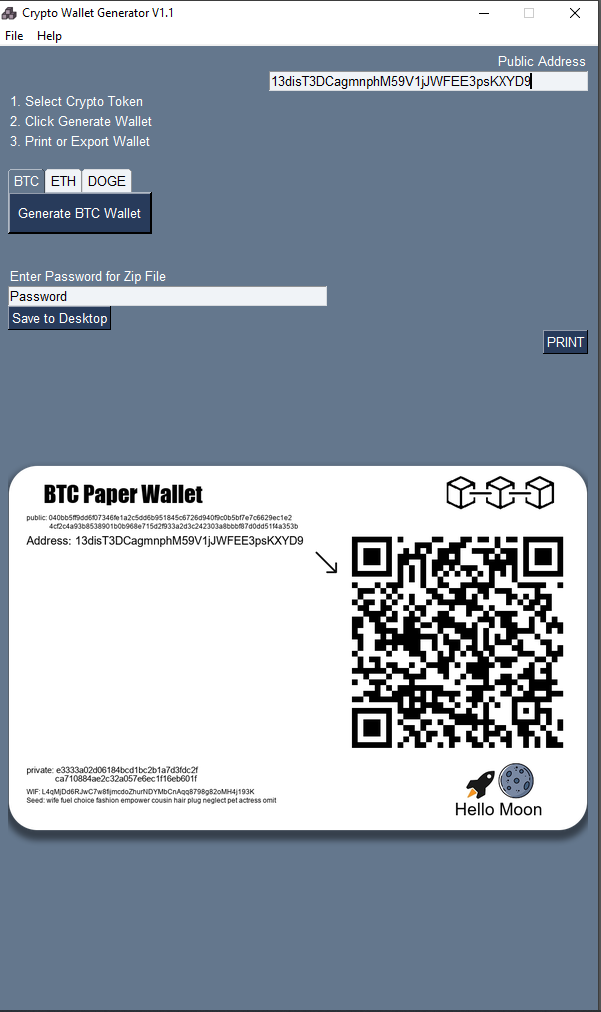 Crypto Wallet Generator V1.1
File Help
Public Address
13disT3DCagmnphM59V1jJWFEE3psKXYD9
1. Select Crypto Token
2. Click Generate Wallet
3. Print or Export Wallet
BTC ETH DOGE
Generate BTC Wallet
Enter Password for Zip File
Password
Save to Desktop
PRINT
BTC Paper Wallet
public: 040bb5ff9dd6f07346fe1a2c5dd6b951845c6726d940f9c0b5bf7e7c6629ec1e2
4cf2c4a93b8538901b0b968e715d2f933a2d3c242303a8bbbf87d0dd51f4a353b
Address: 13disT3DCagmnphM59V1jJWFEE3psKXYD9
private: e3333a02d06184bcd1bc2b1a7d3fdc2f
ca710884ae2c32a057e6ec1f16eb601f
WIF: L4qMjDd6RJwC7w8fijmcdoZhurNDYMbCnAqq8798g82oMH4j193K
Seed: wife fuel choice fashion empower cousin hair plug neglect pet actress omit
Hello Moon